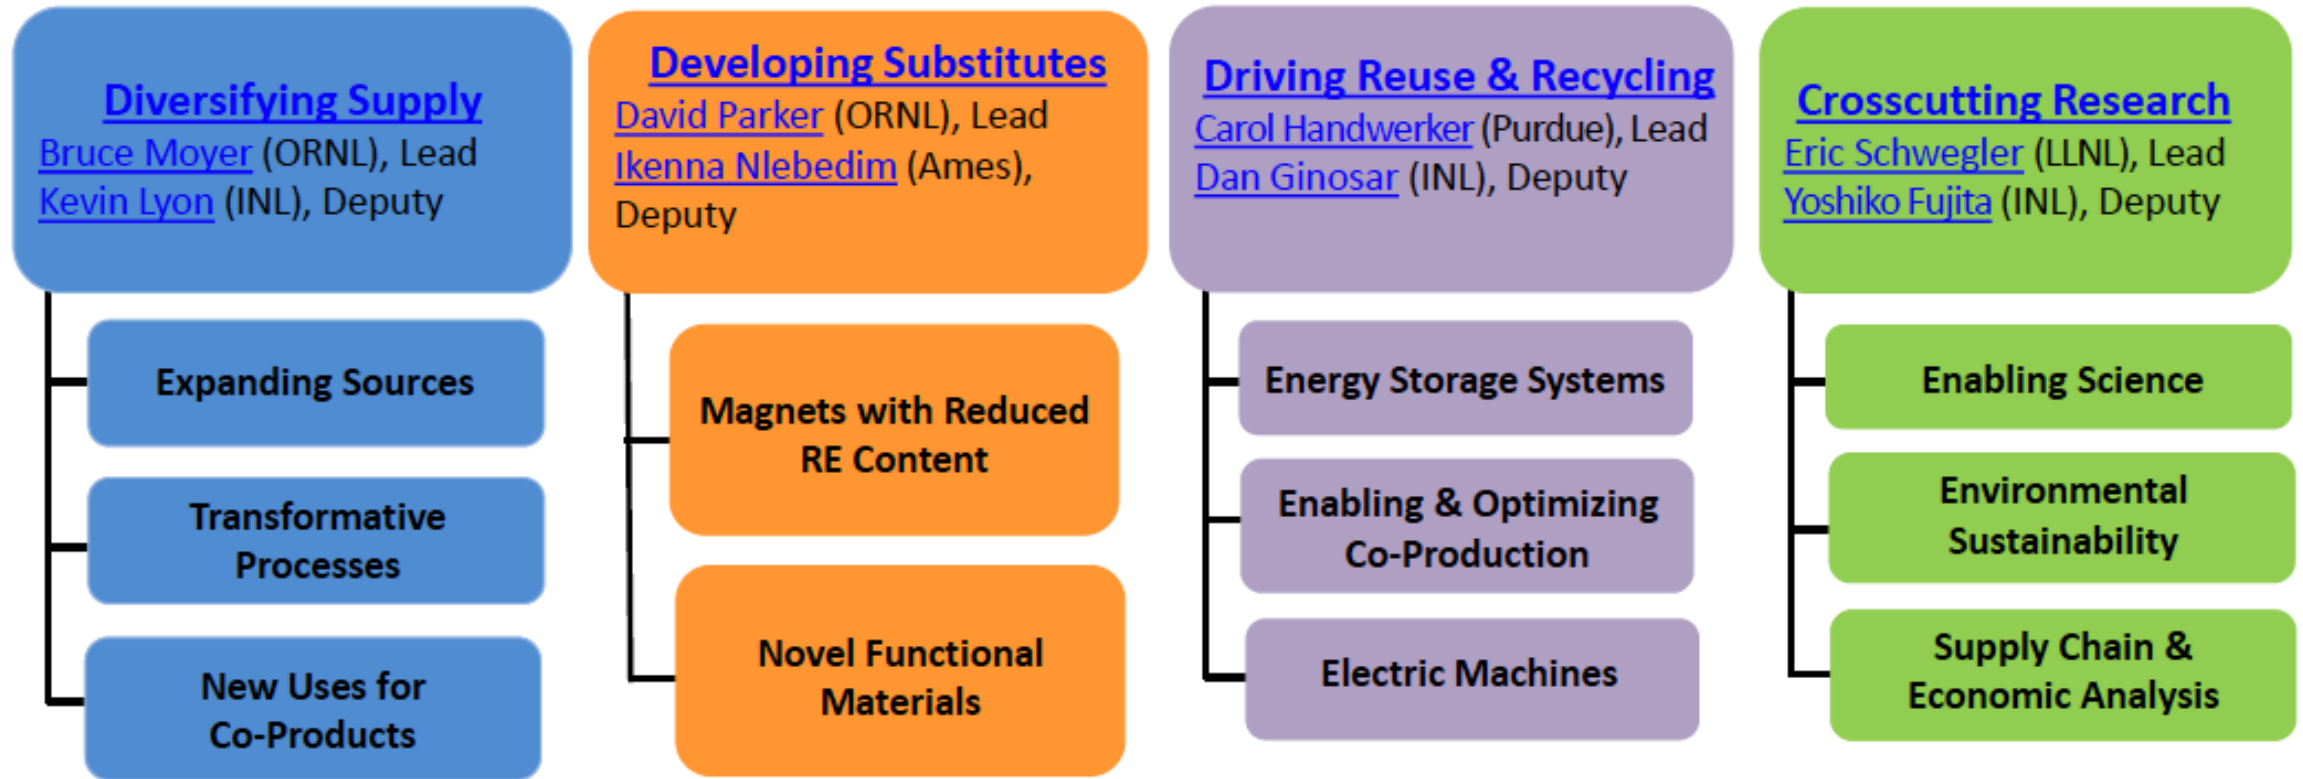 Diversifying Supply
Bruce Moyer (ORNL), Lead
Kevin Lyon (INL), Deputy
Expanding Sources
Transformative
Processes
New Uses for
Co-Products
Developing Substitutes
David Parker (ORNL), Lead
Ikenna Nlebedim (Ames),
Deputy
Magnets with Reduced
RE Content
Novel Functional
Materials
Driving Reuse & Recycling
Carol Handwerker (Purdue), Lead
Dan Ginosar (INL), Deputy
Energy Storage Systems
Enabling & Optimizing
Co-Production
Electric Machines
Crosscutting Research
Eric Schwegler (LLNL), Lead
Yoshiko Fujita (INL), Deputy
Enabling Science
Environmental
Sustainability
Supply Chain &
Economic Analysis